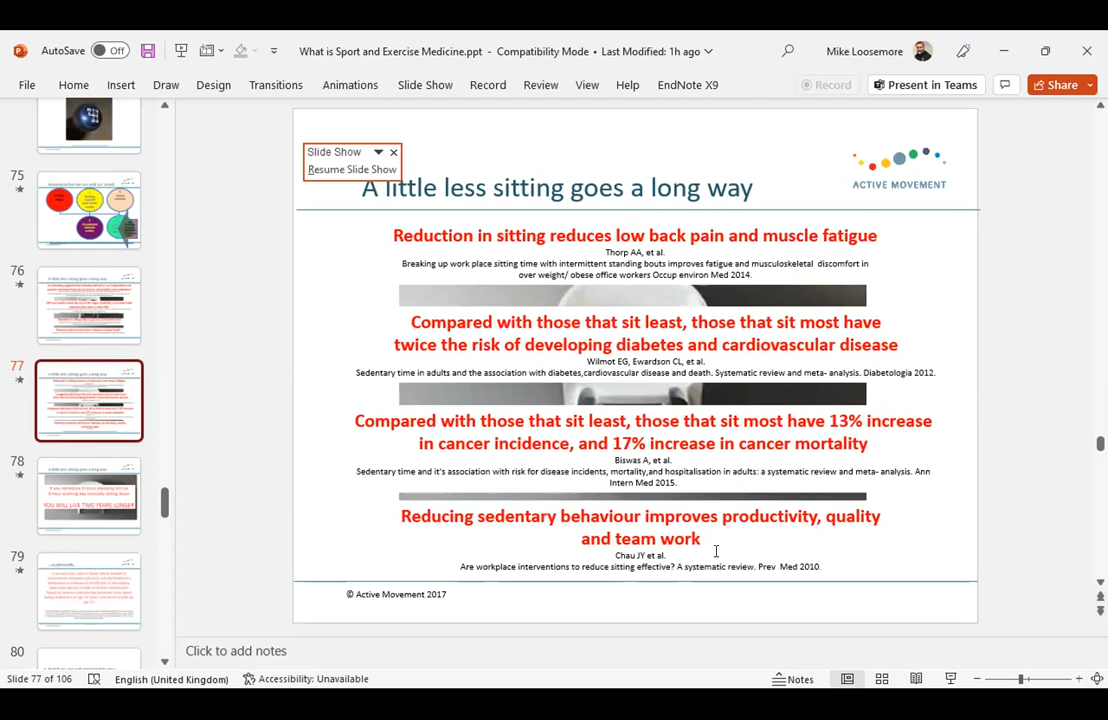 AutoSave
Off
What is Sport and Exercise Medicine.ppt - Compatibility Mode • Last Modified: 1h ago
Mike Loosemore
File
Home
Insert
Draw
Design
Transitions
Animations
Slide Show
Record
Review
View
Help
EndNote X9
Record
Present in Teams
Share
75
76
77
78
YOU WILL LIVE TWO YEARS LONGER
79
80
Slide Show
Resume Slide Show
A little less sitting goes a long way
ACTIVE MOVEMENT
Reduction in sitting reduces low back pain and muscle fatigue
Thorp AA, et al.
Breaking up work place sitting time with intermittent standing bouts improves fatigue and musculoskeletal discomfort in
over weight/ obese office workers Occup environ Med 2014.
Compared with those that sit least, those that sit most have
twice the risk of developing diabetes and cardiovascular disease
Wilmot EG, Ewardson CL, et al.
Sedentary time in adults and the association with diabetes,cardiovascular disease and death. Systematic review and meta- analysis. Diabetologia 2012.
Compared with those that sit least, those that sit most have 13% increase
in cancer incidence, and 17% increase in cancer mortality
Biswas A, et al.
Sedentary time and it's association with risk for disease incidents, mortality,and hospitalisation in adults: a systematic review and meta- analysis. Ann
Intern Med 2015.
Reducing sedentary behaviour improves productivity, quality
and team work
Chau JY et al.
Are workplace interventions to reduce sitting effective? A systematic review. Prev Med 2010.
© Active Movement 2017
Click to add notes
Slide 77 of 106
English (United Kingdom)
Accessibility: Unavailable
Notes